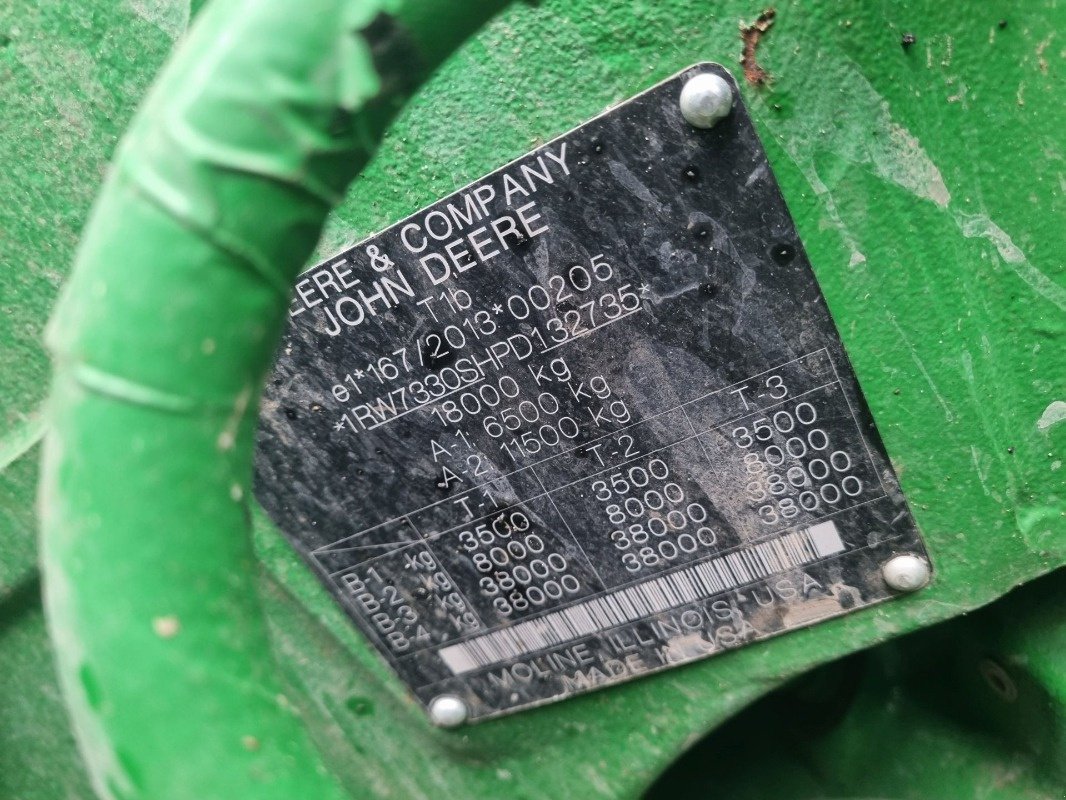 ERE & COMPANY
JOHN DEERE
T1b
e1*167/2013*00205
*1RW7330SHPD132735*
18000 kg
A-1: 6500 kg
A-2: 11500 kg
T-1 T-2 T-3
B-1 kg 3500 3500 3500
B-2 kg 8000 8000 8000
B-3 kg 38000 38000 38000
B-4 kg 38000 38000 38000
MOLINE ILLINOIS USA
MADE IN USA